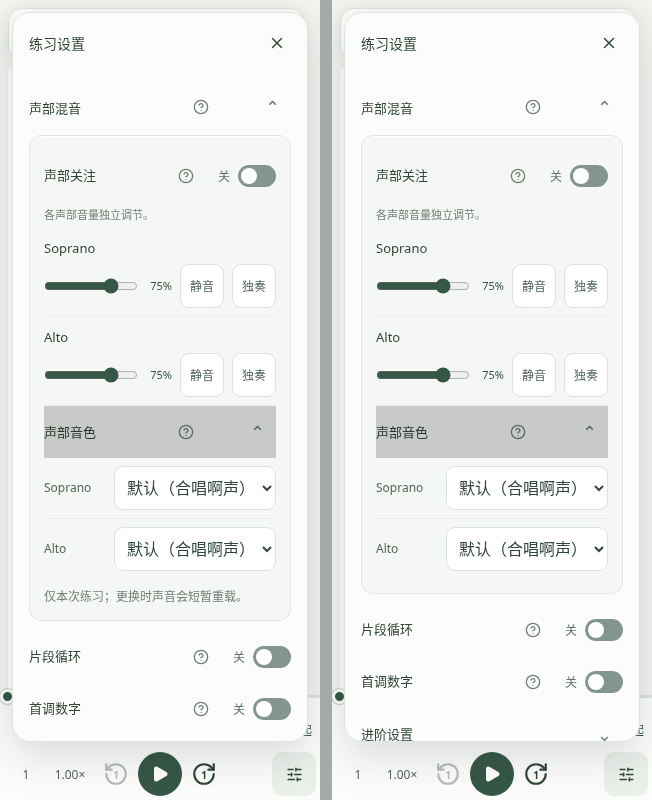 练习设置
声部混音
声部关注 关
各声部音量独立调节。
Soprano
75% 静音 独奏
Alto
75% 静音 独奏
声部音色
Soprano 默认（合唱啊声）
Alto 默认（合唱啊声）
仅本次练习；更换时声音会短暂重载。
片段循环 关
首调数字 关
起
1 1.00× 1 1
练习设置
声部混音
声部关注 关
各声部音量独立调节。
Soprano
75% 静音 独奏
Alto
75% 静音 独奏
声部音色
Soprano 默认（合唱啊声）
Alto 默认（合唱啊声）
片段循环 关
首调数字 关
进阶设置
起
1 1.00× 1 1